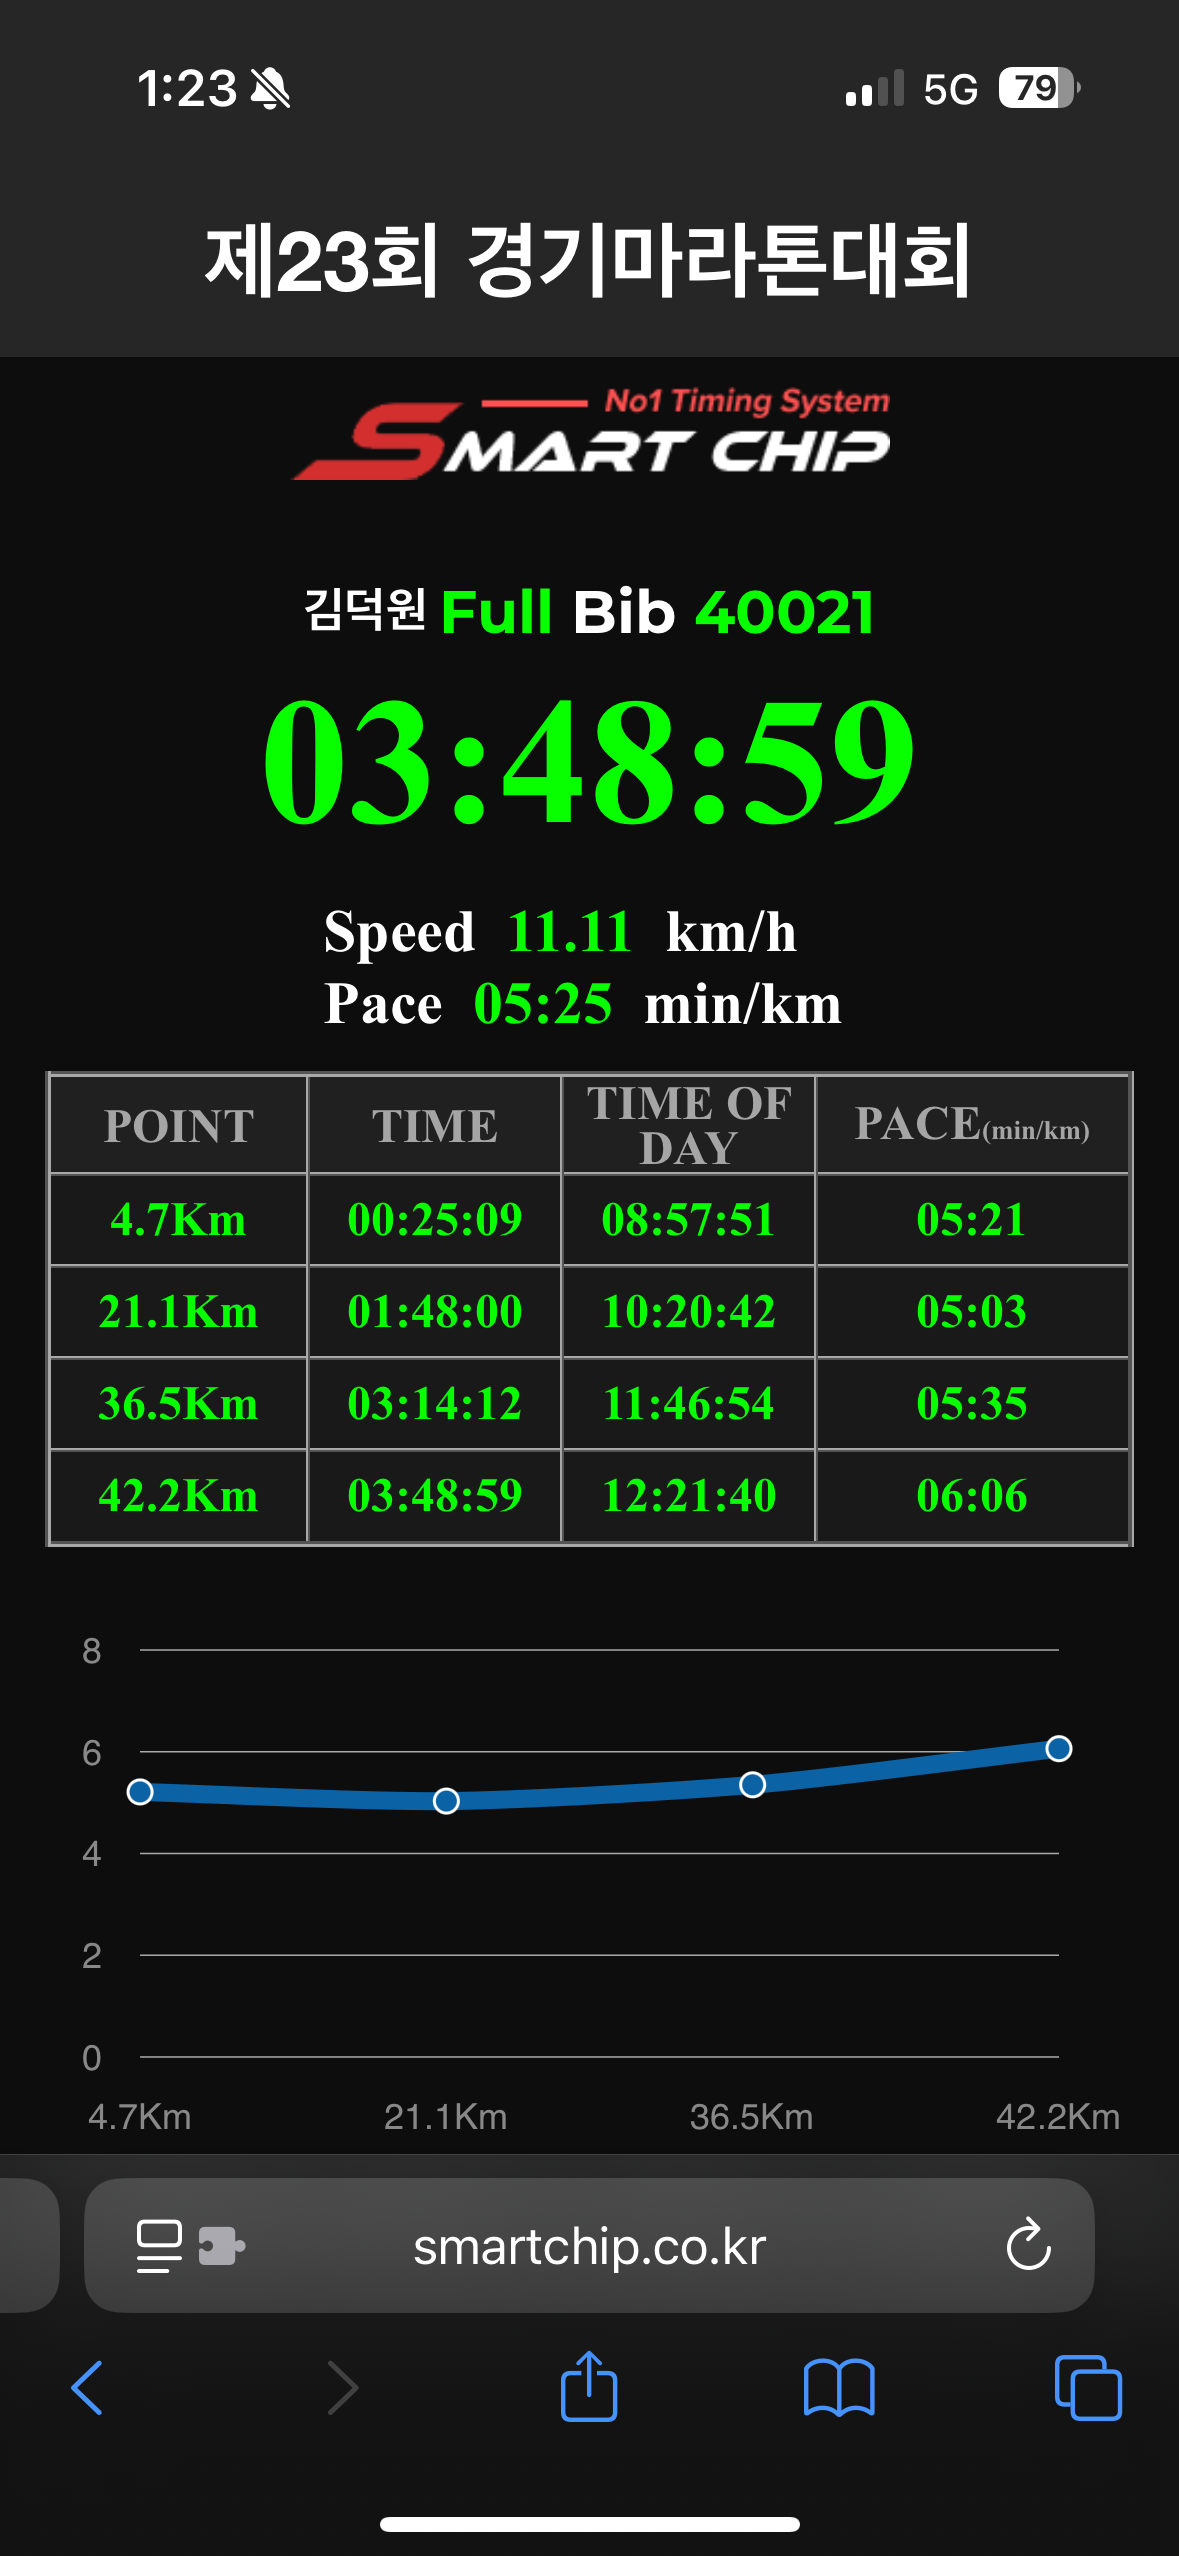 1:23 5G 79
제23회 경기마라톤대회
No1 Timing System
SMART CHIP
김덕원 Full Bib 40021
03:48:59
Speed 11.11 km/h
Pace 05:25 min/km
POINT TIME TIME OF DAY PACE(min/km)
4.7Km 00:25:09 08:57:51 05:21
21.1Km 01:48:00 10:20:42 05:03
36.5Km 03:14:12 11:46:54 05:35
42.2Km 03:48:59 12:21:40 06:06
8
6
4
2
0
4.7Km 21.1Km 36.5Km 42.2Km
smartchip.co.kr